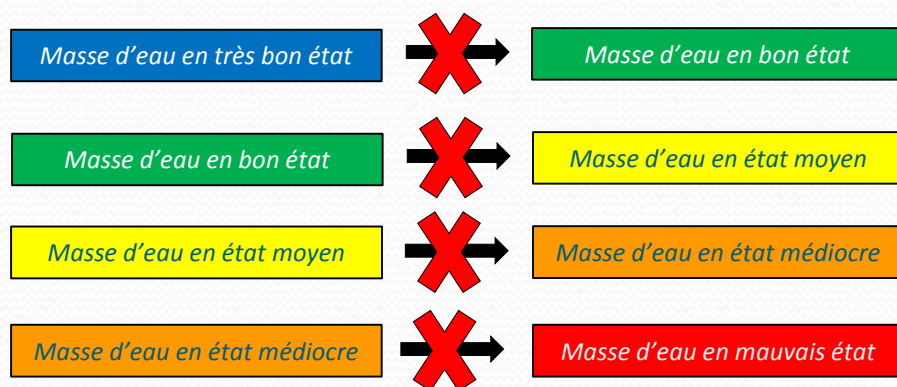 Masse d’eau en très bon état
Masse d’eau en bon état
Masse d’eau en bon état
Masse d’eau en état moyen
Masse d’eau en état moyen
Masse d’eau en état médiocre
Masse d’eau en état médiocre
Masse d’eau en mauvais état